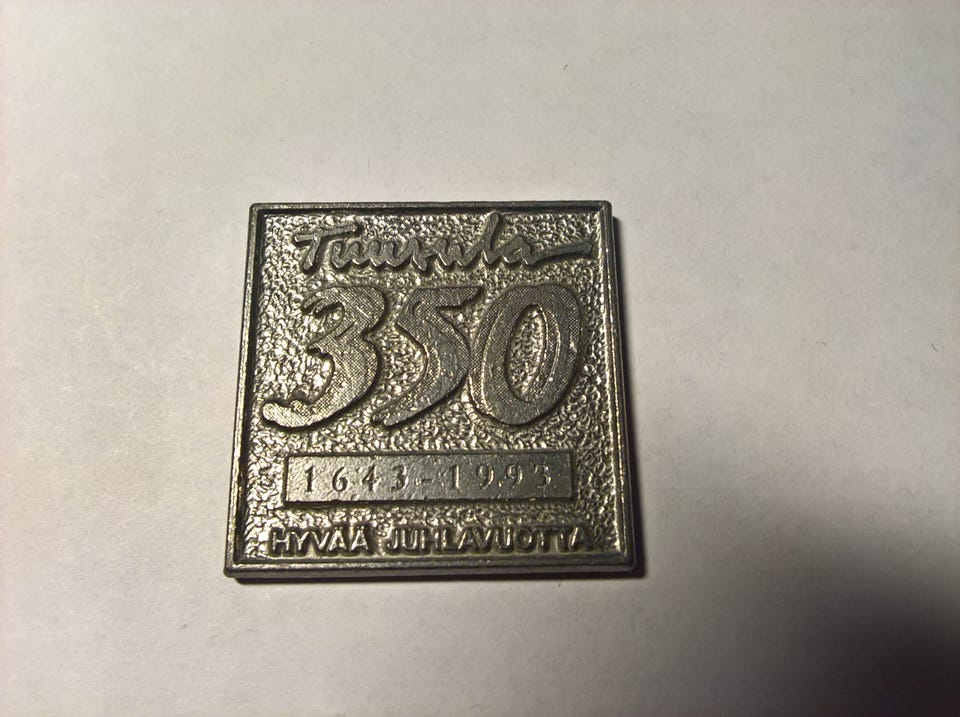 Tuusula
350
1643-1993
HYVÄÄ JUHLAVUOTTA